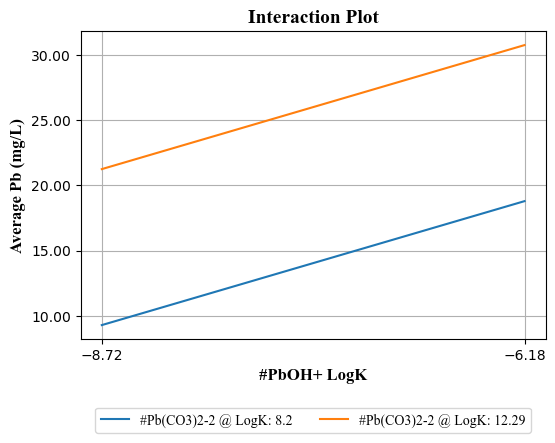 Interaction Plot
Average Pb (mg/L)
30.00
25.00
20.00
15.00
10.00
−8.72
−6.18
#PbOH+ LogK
#Pb(CO3)2-2 @ LogK: 8.2
#Pb(CO3)2-2 @ LogK: 12.29